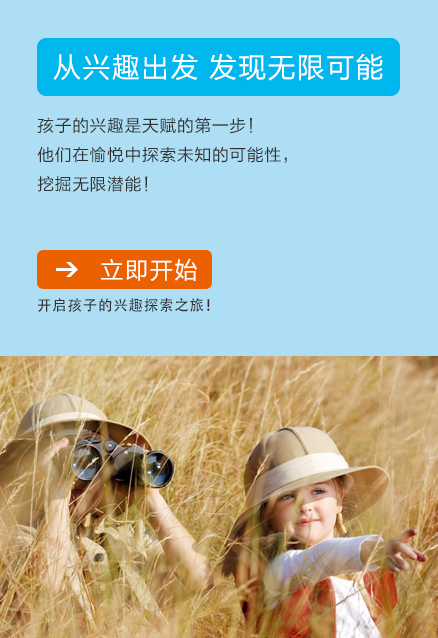 从兴趣出发 发现无限可能
孩子的兴趣是天赋的第一步！
他们在愉悦中探索未知的可能性，
挖掘无限潜能！
→ 立即开始
开启孩子的兴趣探索之旅！